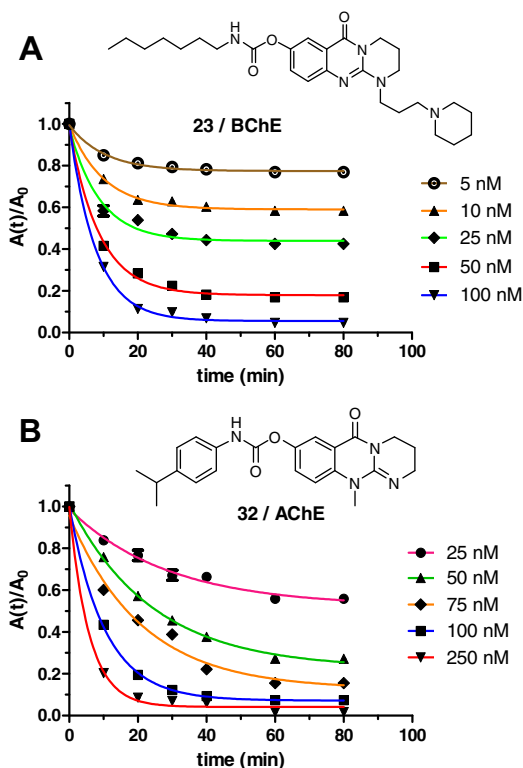 A
H
N
O
O
O
N
N
N
N
23 / BChE
A(t)/A0
1.0
0.8
0.6
0.4
0.2
0.0
0 20 40 60 80 100
time (min)
5 nM
10 nM
25 nM
50 nM
100 nM
B
H
N
O
O
O
N
N
N
32 / AChE
A(t)/A0
1.0
0.8
0.6
0.4
0.2
0.0
0 20 40 60 80 100
time (min)
25 nM
50 nM
75 nM
100 nM
250 nM